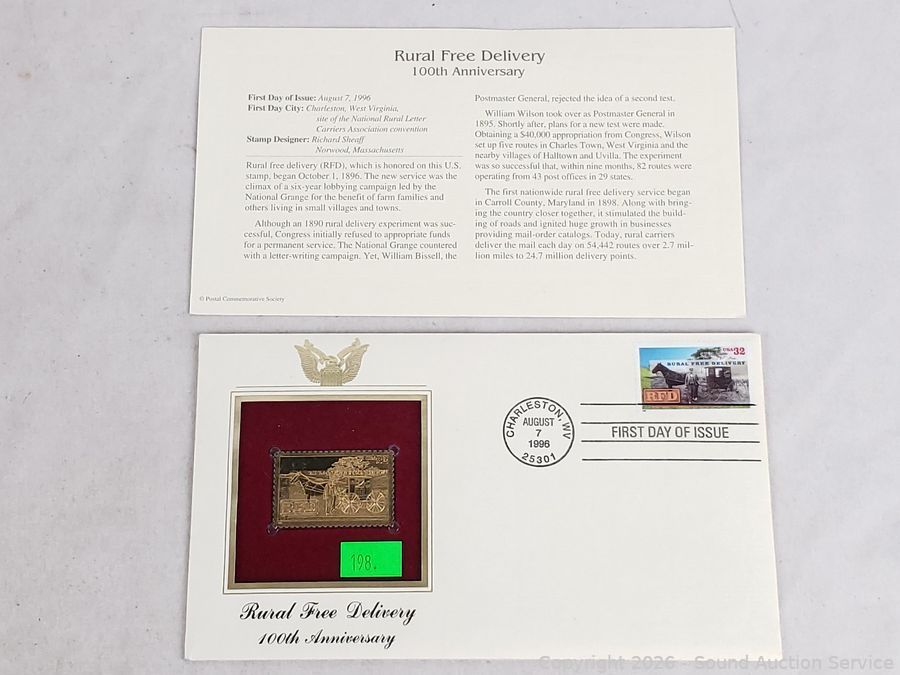 Rural Free Delivery
100th Anniversary
First Day of Issue: August 7, 1996
First Day City: Charleston, West Virginia,
site of the National Rural Letter
Carriers Association convention
Stamp Designer: Richard Sheaff
Norwood, Massachusetts
Rural free delivery (RFD), which is honored on this U.S.
stamp, began October 1, 1896. The new service was the
climax of a six-year lobbying campaign led by the
National Grange for the benefit of farm families and
others living in small villages and towns.
Although an 1890 rural delivery experiment was suc-
cessful, Congress initially refused to appropriate funds
for a permanent service. The National Grange countered
with a letter-writing campaign. Yet, William Bissell, the
Postmaster General, rejected the idea of a second test.
William Wilson took over as Postmaster General in
1895. Shortly after, plans for a new test were made.
Obtaining a $40,000 appropriation from Congress, Wilson
set up five routes in Charles Town, West Virginia and the
nearby villages of Halltown and Uvilla. The experiment
was so successful that, within nine months, 82 routes were
operating from 43 post offices in 29 states.
The first nationwide rural free delivery service began
in Carroll County, Maryland in 1898. Along with bring-
ing the country closer together, it stimulated the build-
ing of roads and ignited huge growth in businesses
providing mail-order catalogs. Today, rural carriers
deliver the mail each day on 54,442 routes over 2.7 mil-
lion miles to 24.7 million delivery points.
© Postal Commemorative Society
USA 32
RURAL FREE DELIVERY
RFD
CHARLESTON, WV
AUGUST
7
1996
25301
FIRST DAY OF ISSUE
RFD
198.
Rural Free Delivery
100th Anniversary
Copyright 2026 - Sound Auction Service